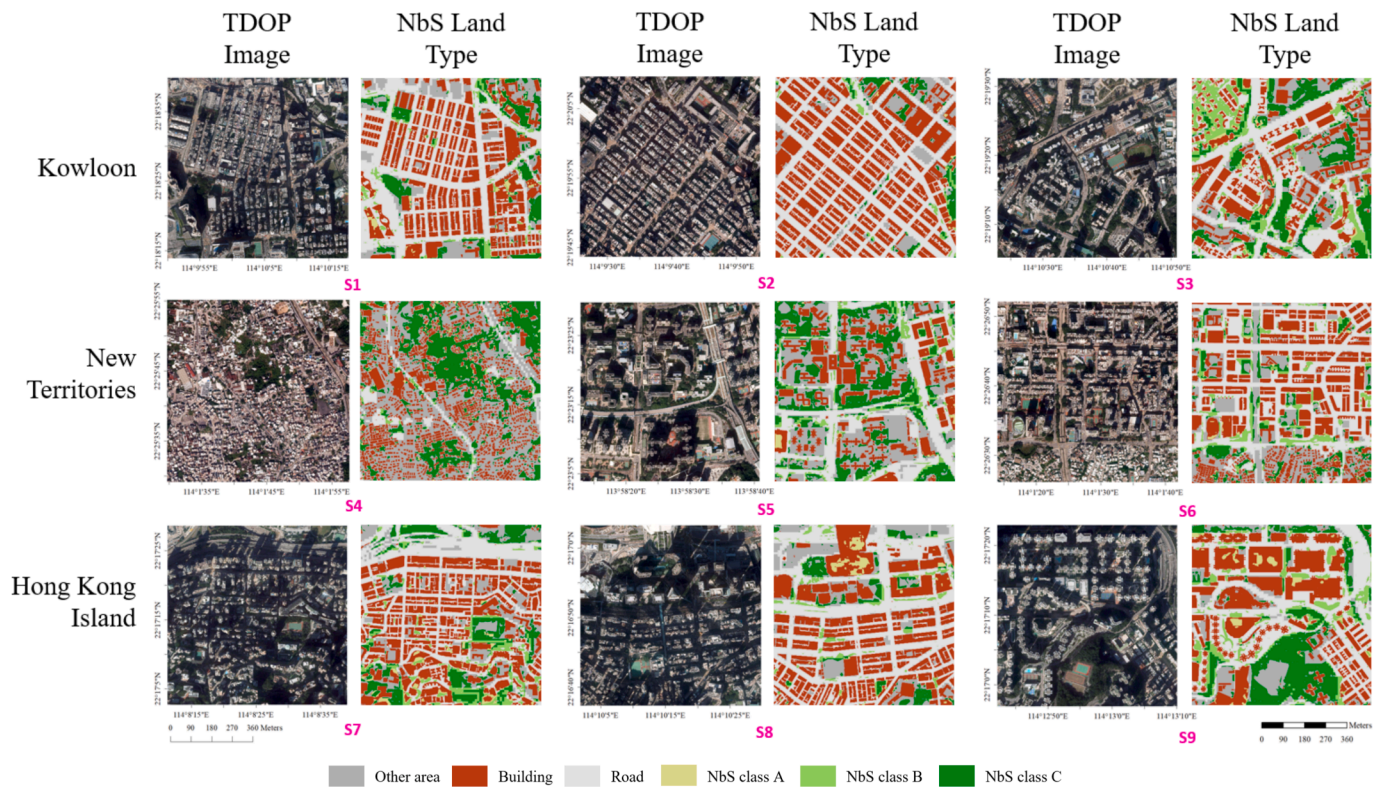 TDOP
Image
NbS Land
Type
TDOP
Image
NbS Land
Type
TDOP
Image
NbS Land
Type
Kowloon
22°18'35"N
22°18'25"N
22°18'15"N
114°9'55"E 114°10'5"E 114°10'15"E
S1
22°20'5"N
22°19'55"N
22°19'45"N
114°9'30"E 114°9'40"E 114°9'50"E
S2
22°19'30"N
22°19'20"N
22°19'10"N
114°10'30"E 114°10'40"E 114°10'50"E
S3
New
Territories
22°25'55"N
22°25'45"N
22°25'35"N
114°1'35"E 114°1'45"E 114°1'55"E
S4
22°23'25"N
22°23'15"N
22°23'5"N
113°58'20"E 113°58'30"E 113°58'40"E
S5
22°26'50"N
22°26'40"N
22°26'30"N
114°1'20"E 114°1'30"E 114°1'40"E
S6
Hong Kong
Island
22°17'25"N
22°17'15"N
22°17'5"N
114°8'15"E 114°8'25"E 114°8'35"E
S7
22°17'0"N
22°16'50"N
22°16'40"N
114°10'5"E 114°10'15"E 114°10'25"E
S8
22°17'20"N
22°17'10"N
22°17'0"N
114°12'50"E 114°13'0"E 114°13'10"E
S9
0 90 180 270 360 Meters
Meters
0 90 180 270 360
Other area Building Road NbS class A NbS class B NbS class C